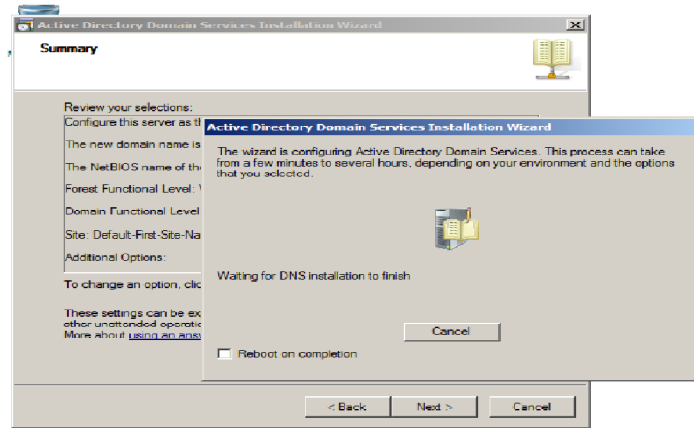 Active Directory Domain Services Installation Wizard
Summary
Review your selections:
Configure this server as
The new domain name is
The NetBIOS name of the
Forest Functional Level:
Domain Functional Level
Site: Default-First-Site-Na
Additional Options:
To change an option, clic
These settings can be ex
other unattended operatio
More about using an ans
< Back
Next >
Cancel
Active Directory Domain Services Installation Wizard
The wizard is configuring Active Directory Domain Services. This process can take
from a few minutes to several hours, depending on your environment and the options
that you selected.
Waiting for DNS installation to finish
Cancel
Reboot on completion